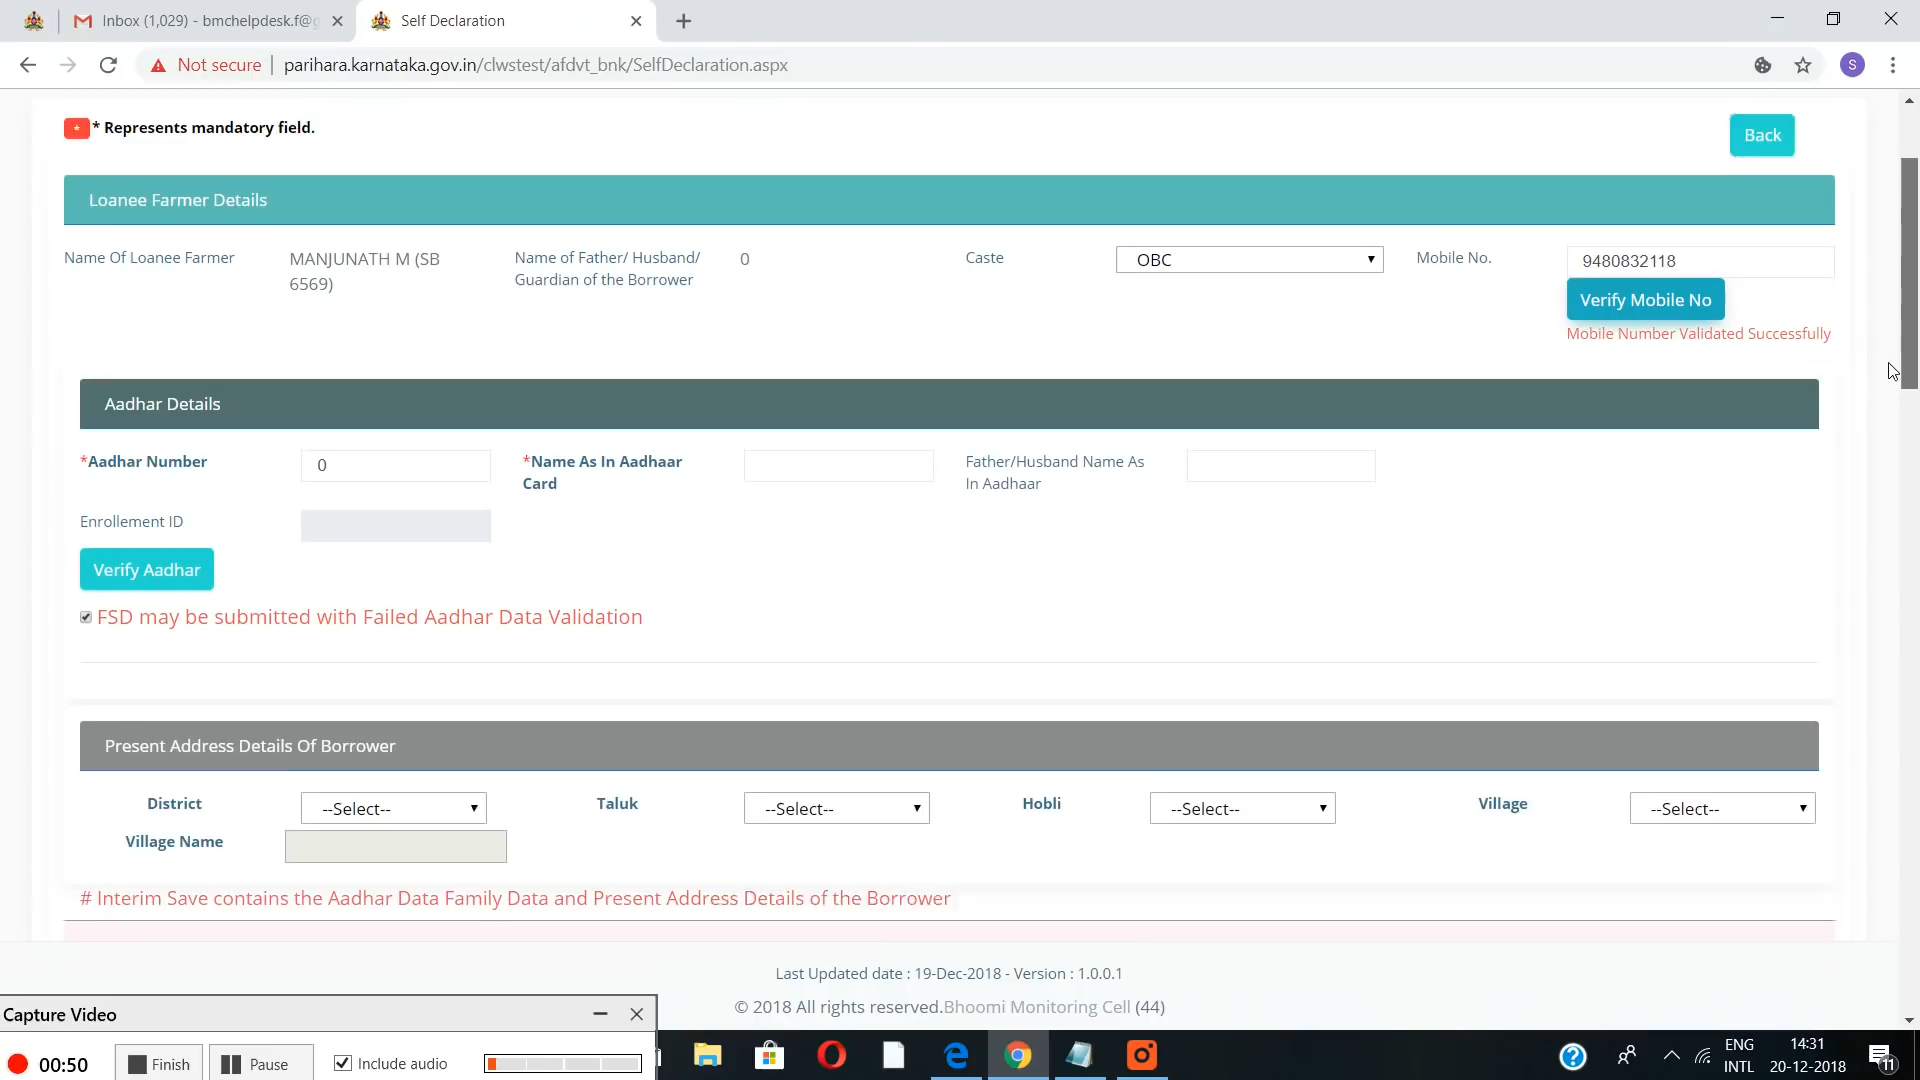 Inbox (1,029) - bmchelpdesk.f@g
Self Declaration
Not secure
parihara.karnataka.gov.in/clwstest/afdvt_bnk/SelfDeclaration.aspx
S
* * Represents mandatory field.
Back
Loanee Farmer Details
Name Of Loanee Farmer
MANJUNATH M (SB
6569)
Name of Father/ Husband/
Guardian of the Borrower
0
Caste
OBC
Mobile No.
9480832118
Verify Mobile No
Mobile Number Validated Successfully
Aadhar Details
*Aadhar Number
0
*Name As In Aadhaar
Card
Father/Husband Name As
In Aadhaar
Enrollement ID
Verify Aadhar
FSD may be submitted with Failed Aadhar Data Validation
Present Address Details Of Borrower
District
--Select--
Taluk
--Select--
Hobli
--Select--
Village
--Select--
Village Name
# Interim Save contains the Aadhar Data Family Data and Present Address Details of the Borrower
Last Updated date : 19-Dec-2018 - Version : 1.0.0.1
© 2018 All rights reserved.Bhoomi Monitoring Cell (44)
Capture Video
00:50
Finish
Pause
Include audio
ENG
INTL
14:31
20-12-2018
11